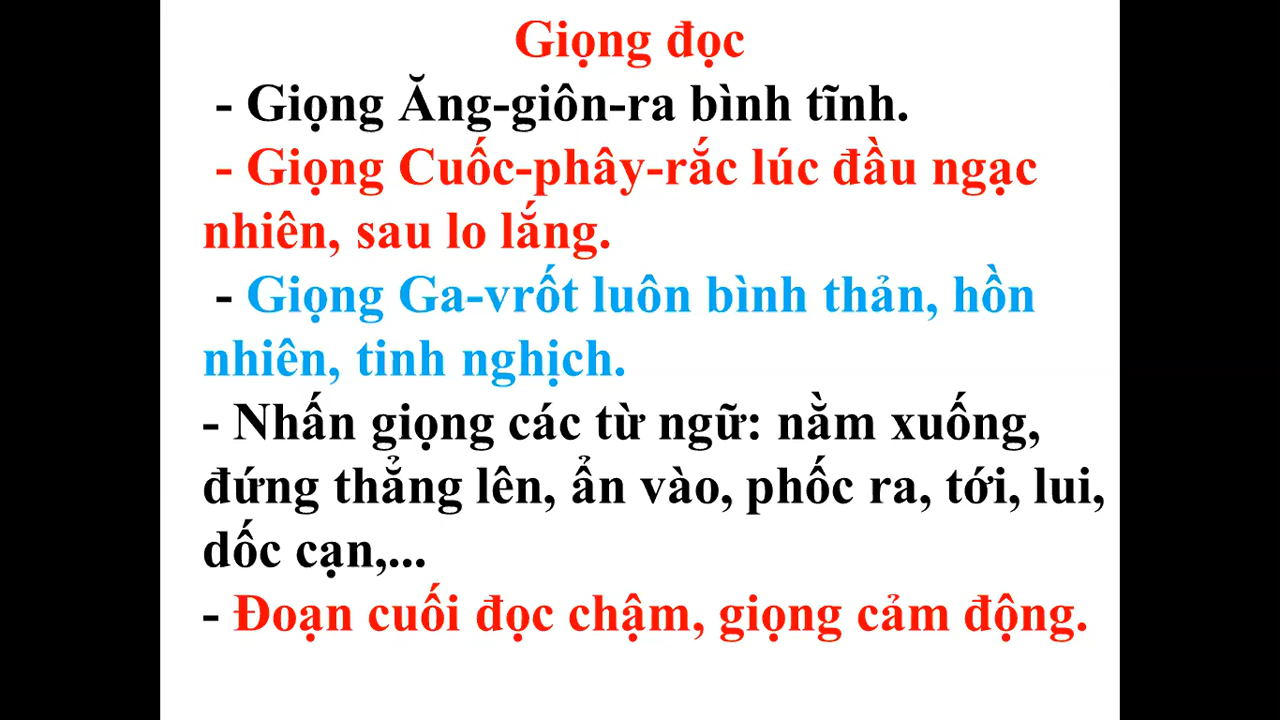 Giọng đọc
- Giọng Ăng-giôn-ra bình tĩnh.
- Giọng Cuốc-phây-rắc lúc đầu ngạc
nhiên, sau lo lắng.
- Giọng Ga-vrốt luôn bình thản, hồn
nhiên, tinh nghịch.
- Nhấn giọng các từ ngữ: nằm xuống,
đứng thẳng lên, ẩn vào, phốc ra, tới, lui,
dốc cạn,...
- Đoạn cuối đọc chậm, giọng cảm động.